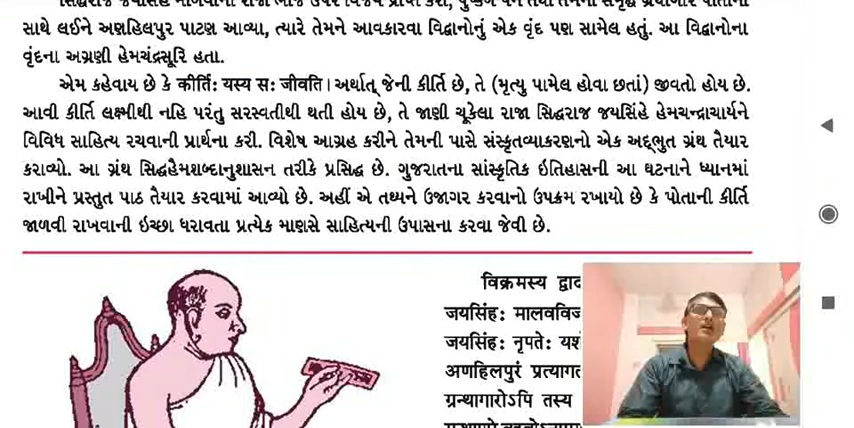 સાથે લઈને અણહિલપુર પાટણ આવ્યા, ત્યારે તેમને આવકારવા વિદ્વાનોનું એક વૃંદ પણ સામેલ હતું. આ વિદ્વાનોના
વૃંદના અગ્રણી હેમચંદ્રસૂરિ હતા.
એમ કહેવાય છે કે कीर्तिः यस्य सः जीवति। અર્થાત્ જેની કીર્તિ છે, તે (મૃત્યુ પામેલ હોવા છતાં) જીવતો હોય છે.
આવી કીર્તિ લક્ષ્મીથી નહિ પરંતુ સરસ્વતીથી થતી હોય છે, તે જાણી ચૂકેલા રાજા સિદ્ધરાજ જયસિંહે હેમચન્દ્રાચાર્યને
વિવિધ સાહિત્ય રચવાની પ્રાર્થના કરી. વિશેષ આગ્રહ કરીને તેમની પાસે સંસ્કૃતવ્યાકરણનો એક અદ્ભુત ગ્રંથ તૈયાર
કરાવ્યો. આ ગ્રંથ સિદ્ધહૈમશબ્દાનુશાસન તરીકે પ્રસિદ્ધ છે. ગુજરાતના સાંસ્કૃતિક ઇતિહાસની આ ઘટનાને ધ્યાનમાં
રાખીને પ્રસ્તુત પાઠ તૈયાર કરવામાં આવ્યો છે. અહીં એ તથ્યને ઉજાગર કરવાનો ઉપક્રમ રખાયો છે કે પોતાની કીર્તિ
જાળવી રાખવાની ઇચ્છા ધરાવતા પ્રત્યેક માણસે સાહિત્યની ઉપાસના કરવા જેવી છે.
विक्रमस्य
जयसिंहः
जयसिंहः नृपतेः
अणहिलपुरं
ग्रन्थागारोऽपि तस्य